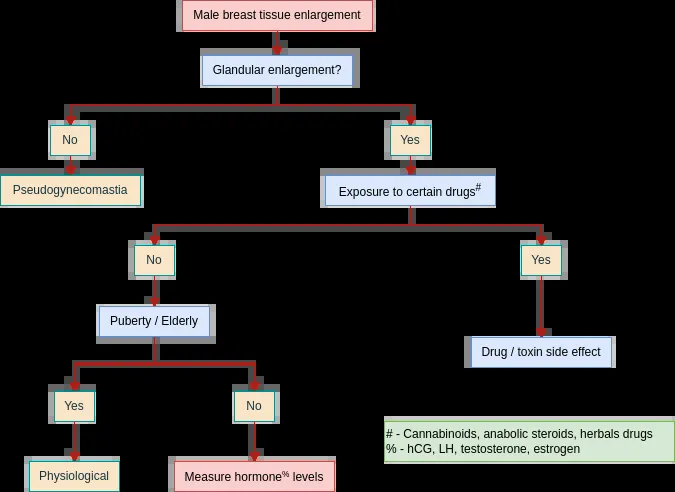 Male breast tissue enlargement
Glandular enlargement?
No
Yes
Pseudogynecomastia
Exposure to certain drugs#
No
Yes
Puberty / Elderly
Drug / toxin side effect
Yes
No
# - Cannabinoids, anabolic steroids, herbals drugs
% - hCG, LH, testosterone, estrogen
Physiological
Measure hormone% levels